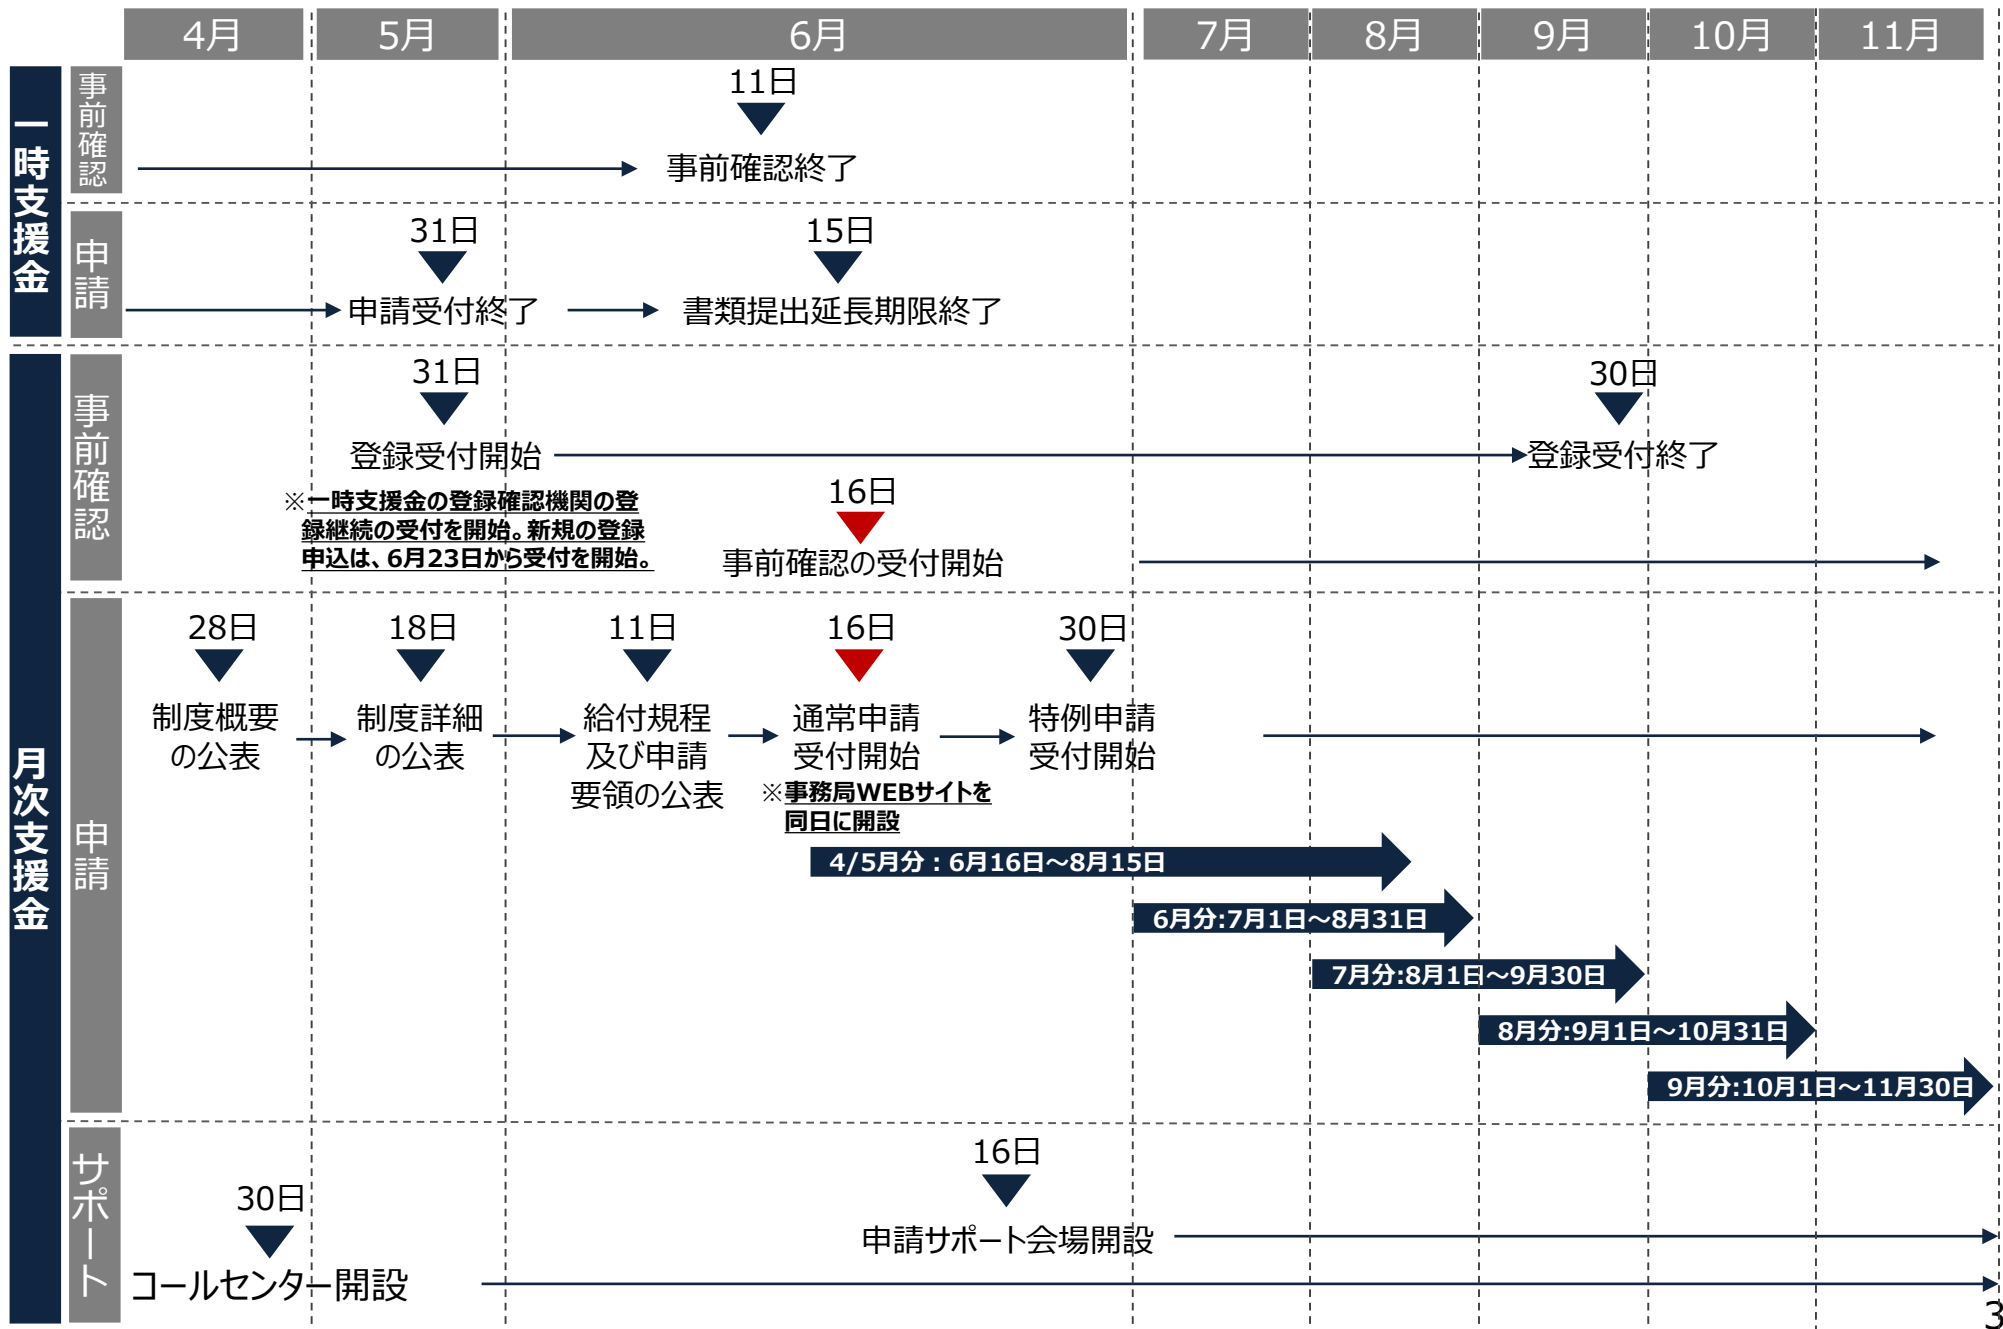 4月
5月
6月
7月
8月
9月
10月
11月
一時支援金
事前確認
11日
事前確認終了
申請
31日
申請受付終了
15日
書類提出延長期限終了
月次支援金
事前確認
31日
登録受付開始
30日
登録受付終了
※一時支援金の登録確認機関の登
録継続の受付を開始。新規の登録
申込は、6月23日から受付を開始。
16日
事前確認の受付開始
申請
28日
制度概要
の公表
18日
制度詳細
の公表
11日
給付規程
及び申請
要領の公表
16日
通常申請
受付開始
※事務局WEBサイトを
同日に開設
30日
特例申請
受付開始
4/5月分：6月16日～8月15日
6月分:7月1日～8月31日
7月分:8月1日～9月30日
8月分:9月1日～10月31日
9月分:10月1日～11月30日
サポート
30日
コールセンター開設
16日
申請サポート会場開設
3